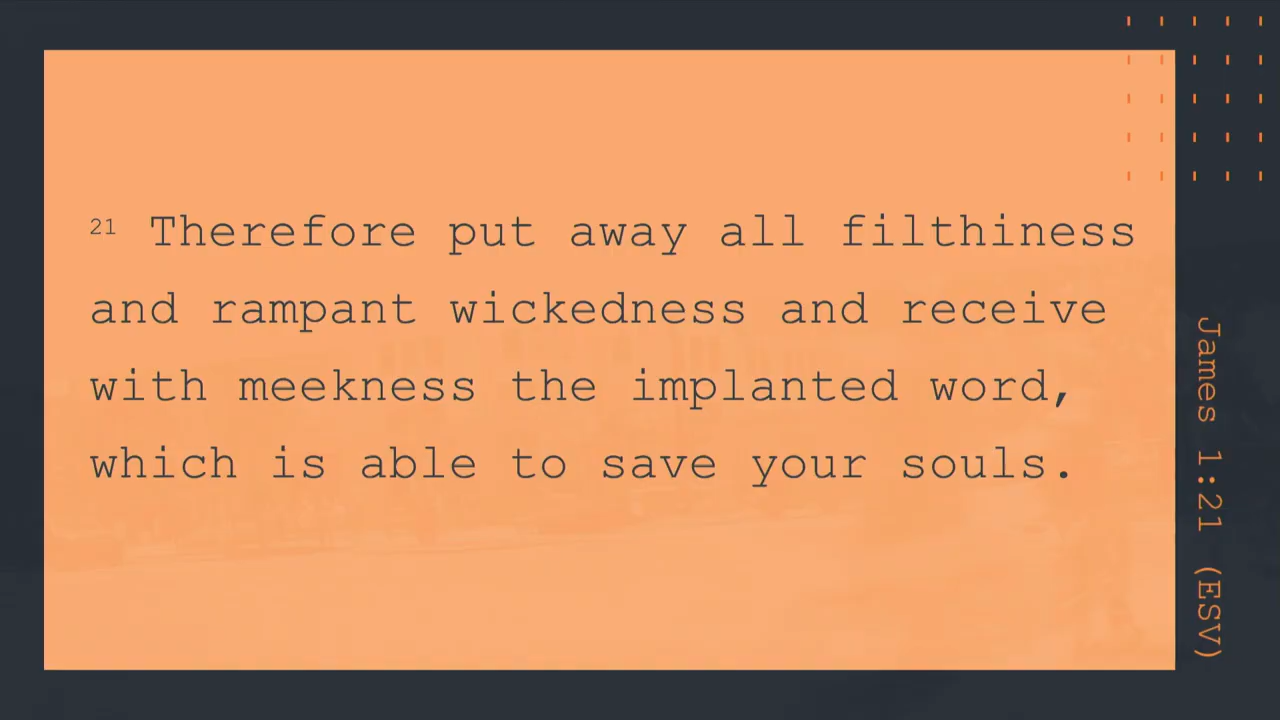 21 Therefore put away all filthiness
and rampant wickedness and receive
with meekness the implanted word,
which is able to save your souls.
James 1:21 (ESV)